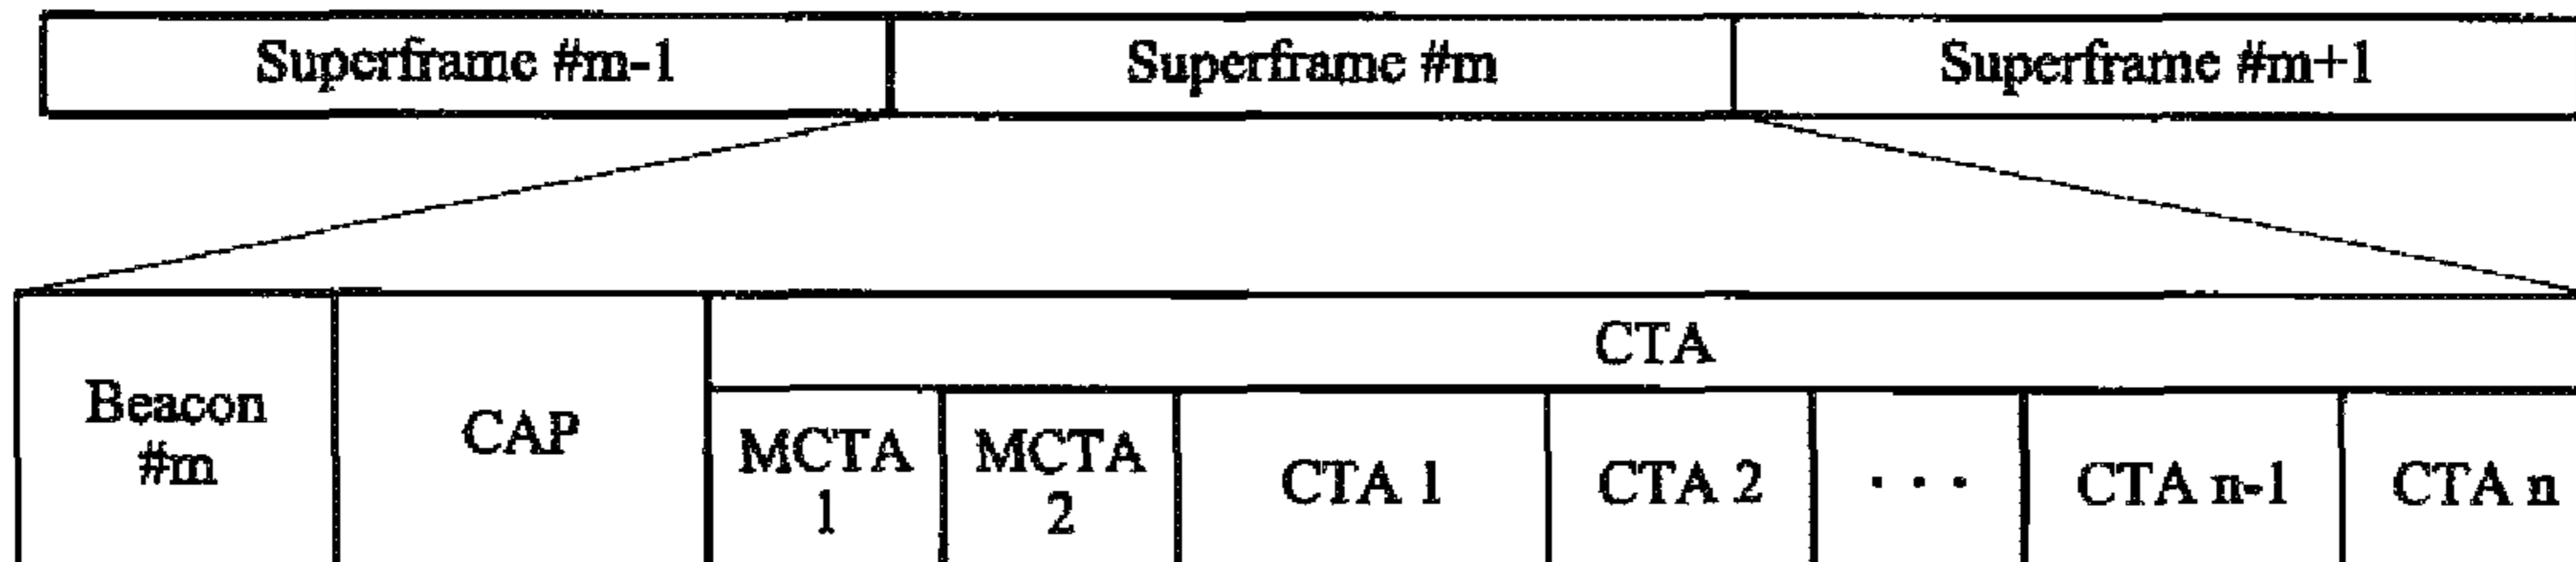 Superframe #m-1
Superframe #m
Superframe #m+1
Beacon
#m
CAP
CTA
MCTA
1
MCTA
2
CTA 1
CTA 2
. . .
CTA n-1
CTA n